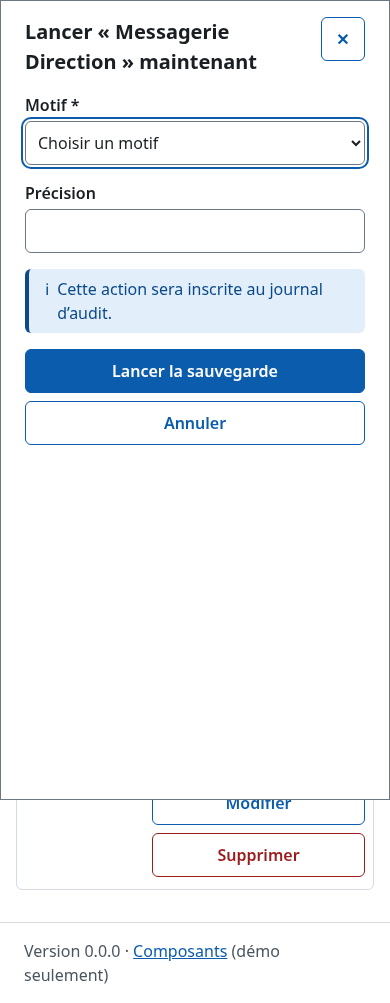 Lancer « Messagerie
Direction » maintenant
×
Motif *
Choisir un motif
Précision
i Cette action sera inscrite au journal
d’audit.
Lancer la sauvegarde
Annuler
Modifier
Supprimer
Version 0.0.0 · Composants (démo
seulement)